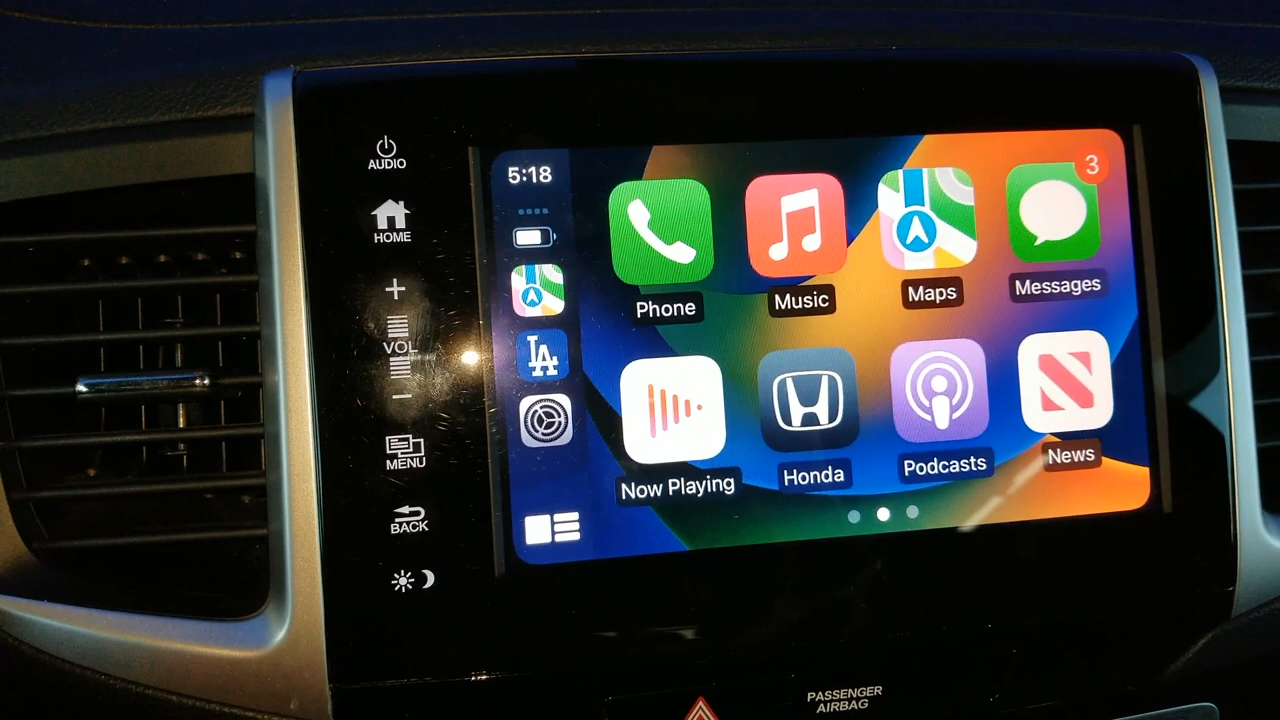 AUDIO
HOME
+
VOL
−
MENU
BACK
5:18
LA
3
Phone
Music
Maps
Messages
Now Playing
Honda
Podcasts
News
PASSENGER
AIRBAG